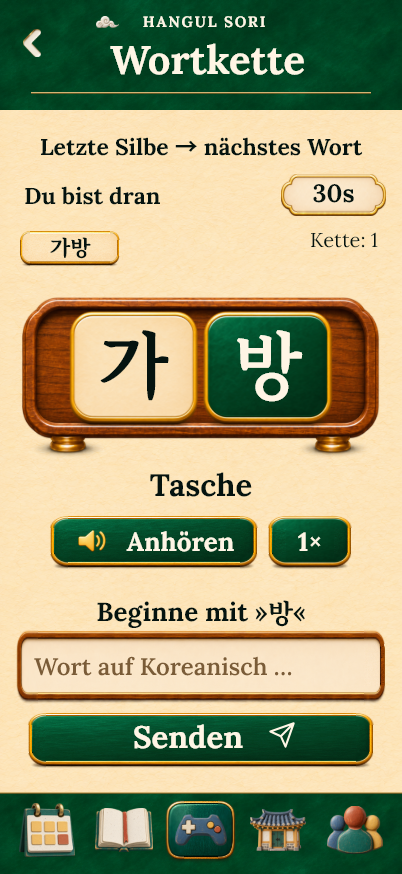 HANGUL SORI
Wortkette
Letzte Silbe → nächstes Wort
Du bist dran
30s
가방
Kette: 1
가 방
Tasche
Anhören
1×
Beginne mit »방«
Wort auf Koreanisch ...
Senden